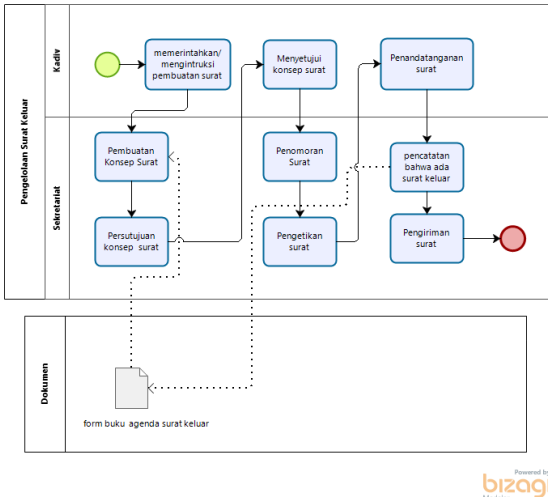 Pengelolaan Surat Keluar
Kadiv
memerintahkan/
mengintruksi
pembuatan surat
Menyetujui
konsep surat
Penandatanganan
surat
Sekretariat
Pembuatan
Konsep Surat
Penomoran
Surat
pencatatan
bahwa ada
surat keluar
Persutujuan
konsep surat
Pengetikan
surat
Pengiriman
surat
Dokumen
form buku agenda surat keluar
Powered by
bizagi